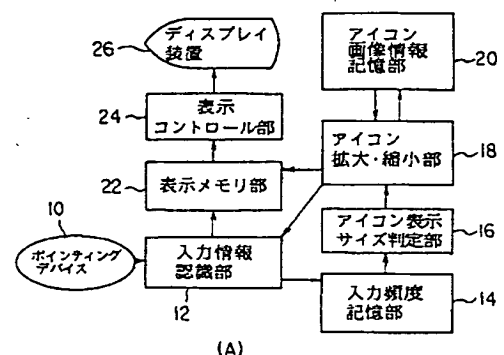 26
ディスプレイ
装置
アイコン
画像情報
記憶部
20
24
表示
コントロール部
アイコン
拡大・縮小部
18
22
表示メモリ部
10
ポインティング
デバイス
入力情報
認識部
12
アイコン表示
サイズ判定部
16
入力頻度
記憶部
14
(A)